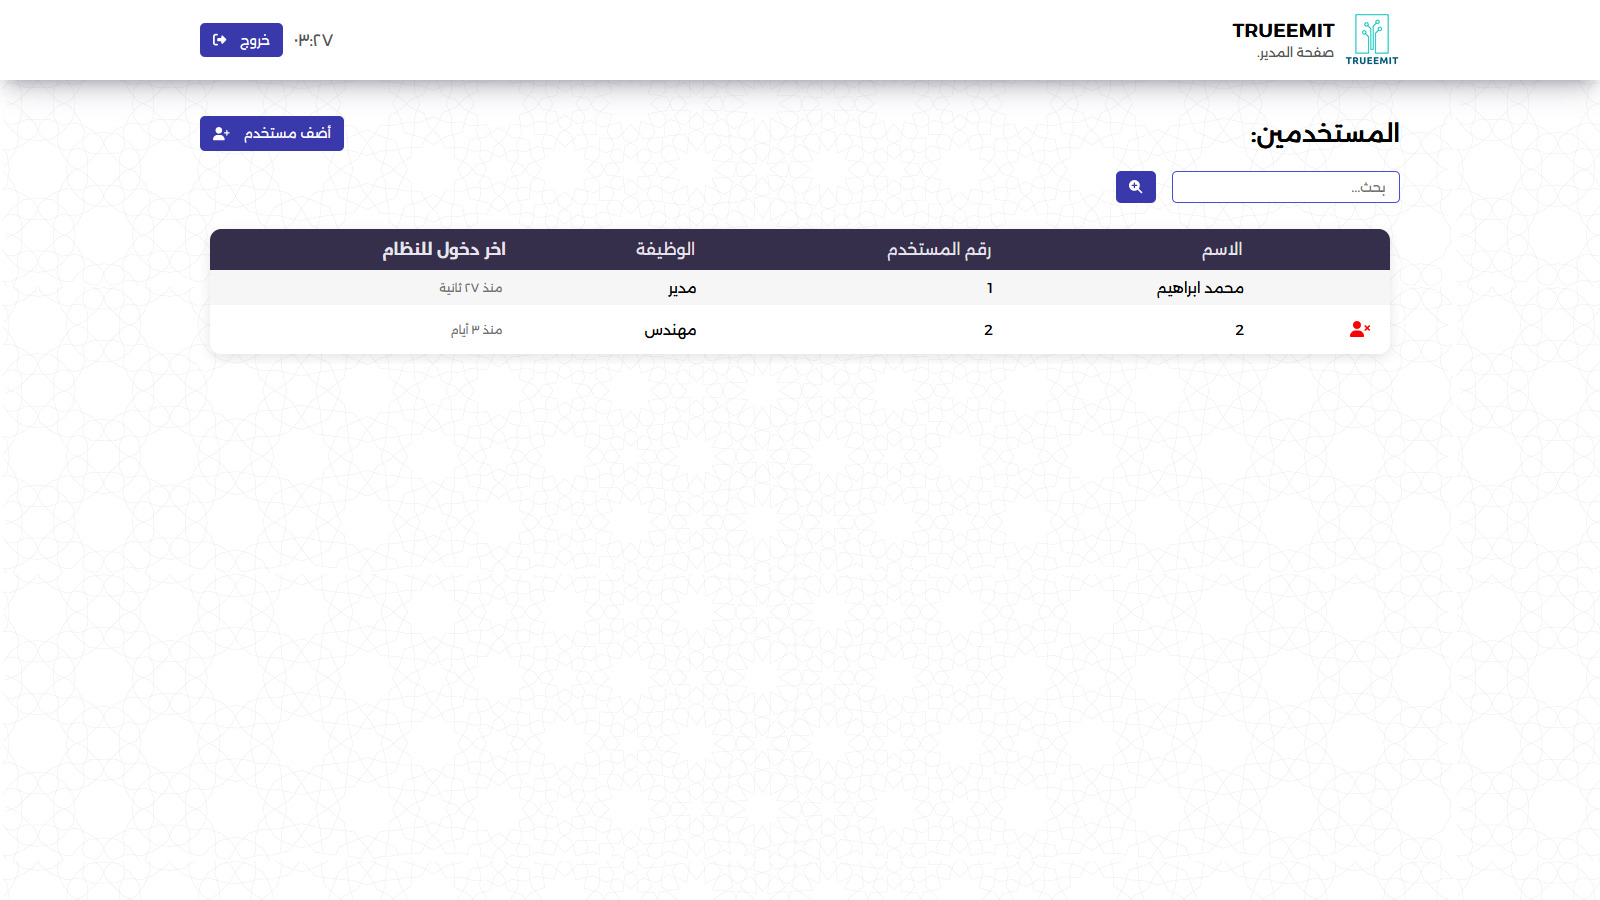 TRUEEMIT
TRUEEMIT
صفحة المدير.
٠٣:٢٧
خروج
المستخدمين:
أضف مستخدم
بحث...
الاسم رقم المستخدم الوظيفة اخر دخول للنظام
محمد ابراهيم 1 مدير منذ ٢٧ ثانية
2 2 مهندس منذ ٣ أيام